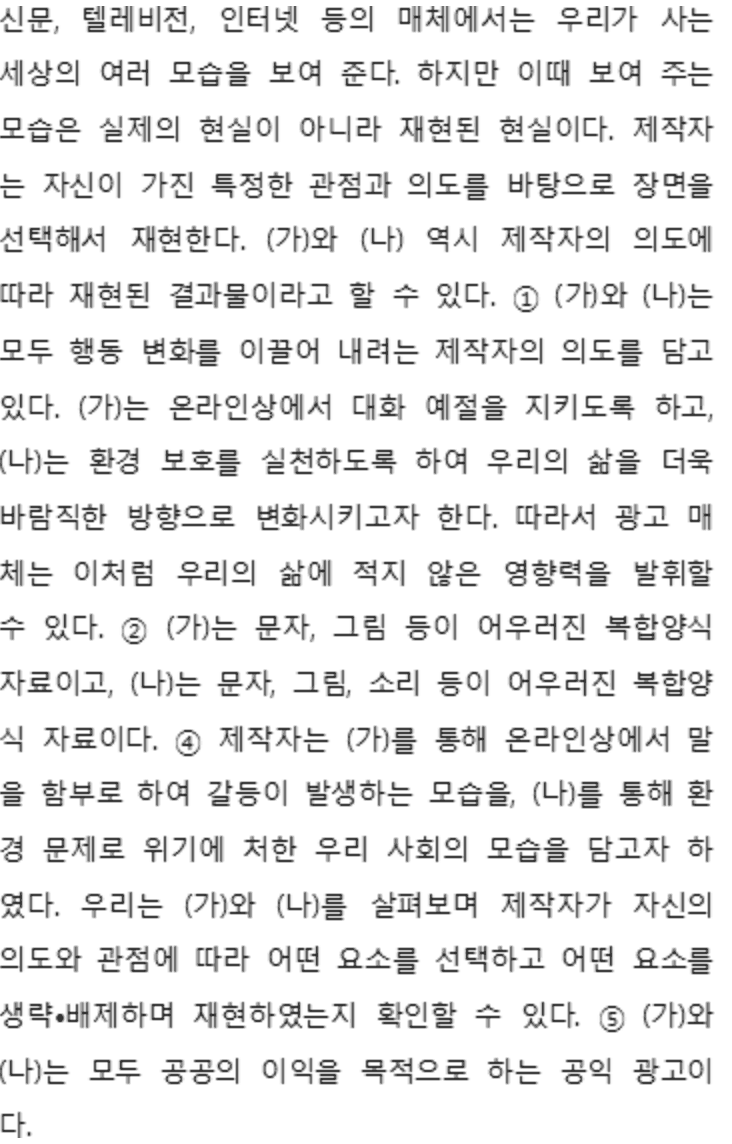 신문, 텔레비전, 인터넷 등의 매체에서는 우리가 사는
세상의 여러 모습을 보여 준다. 하지만 이때 보여 주는
모습은 실제의 현실이 아니라 재현된 현실이다. 제작자
는 자신이 가진 특정한 관점과 의도를 바탕으로 장면을
선택해서 재현한다. (가)와 (나) 역시 제작자의 의도에
따라 재현된 결과물이라고 할 수 있다. ① (가)와 (나)는
모두 행동 변화를 이끌어 내려는 제작자의 의도를 담고
있다. (가)는 온라인상에서 대화 예절을 지키도록 하고,
(나)는 환경 보호를 실천하도록 하여 우리의 삶을 더욱
바람직한 방향으로 변화시키고자 한다. 따라서 광고 매
체는 이처럼 우리의 삶에 적지 않은 영향력을 발휘할
수 있다. ② (가)는 문자, 그림 등이 어우러진 복합양식
자료이고, (나)는 문자, 그림, 소리 등이 어우러진 복합양
식 자료이다. ④ 제작자는 (가)를 통해 온라인상에서 말
을 함부로 하여 갈등이 발생하는 모습을, (나)를 통해 환
경 문제로 위기에 처한 우리 사회의 모습을 담고자 하
였다. 우리는 (가)와 (나)를 살펴보며 제작자가 자신의
의도와 관점에 따라 어떤 요소를 선택하고 어떤 요소를
생략•배제하며 재현하였는지 확인할 수 있다. ⑤ (가)와
(나)는 모두 공공의 이익을 목적으로 하는 공익 광고이
다.